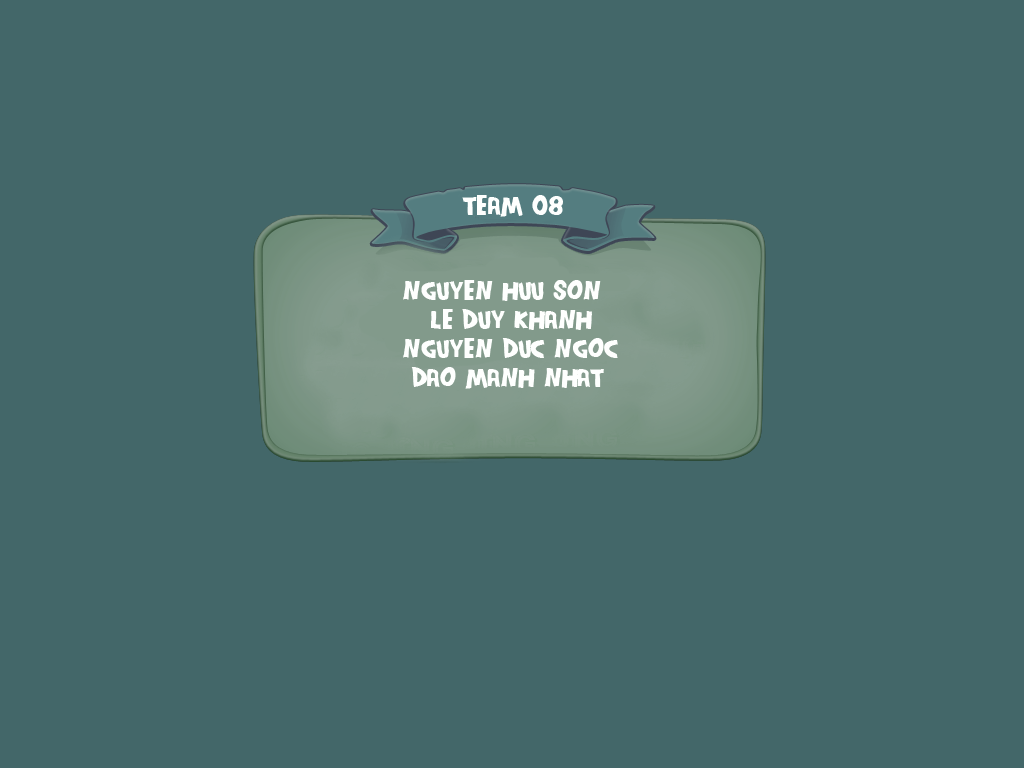 TEAM 08
NGUYEN HUU SON
LE DUY KHANH
NGUYEN DUC NGOC
DAO MANH NHAT